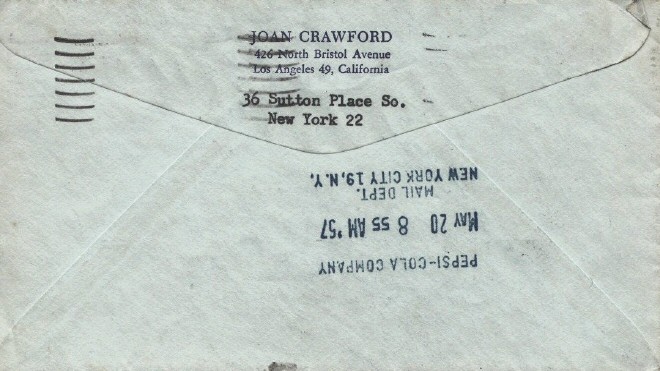 JOAN CRAWFORD
426 North Bristol Avenue
Los Angeles 49, California
36 Sutton Place So.
New York 22
PEPSI-COLA COMPANY
MAY 20 8 55 AM '57
MAIL DEPT.
NEW YORK CITY 19, N.Y.